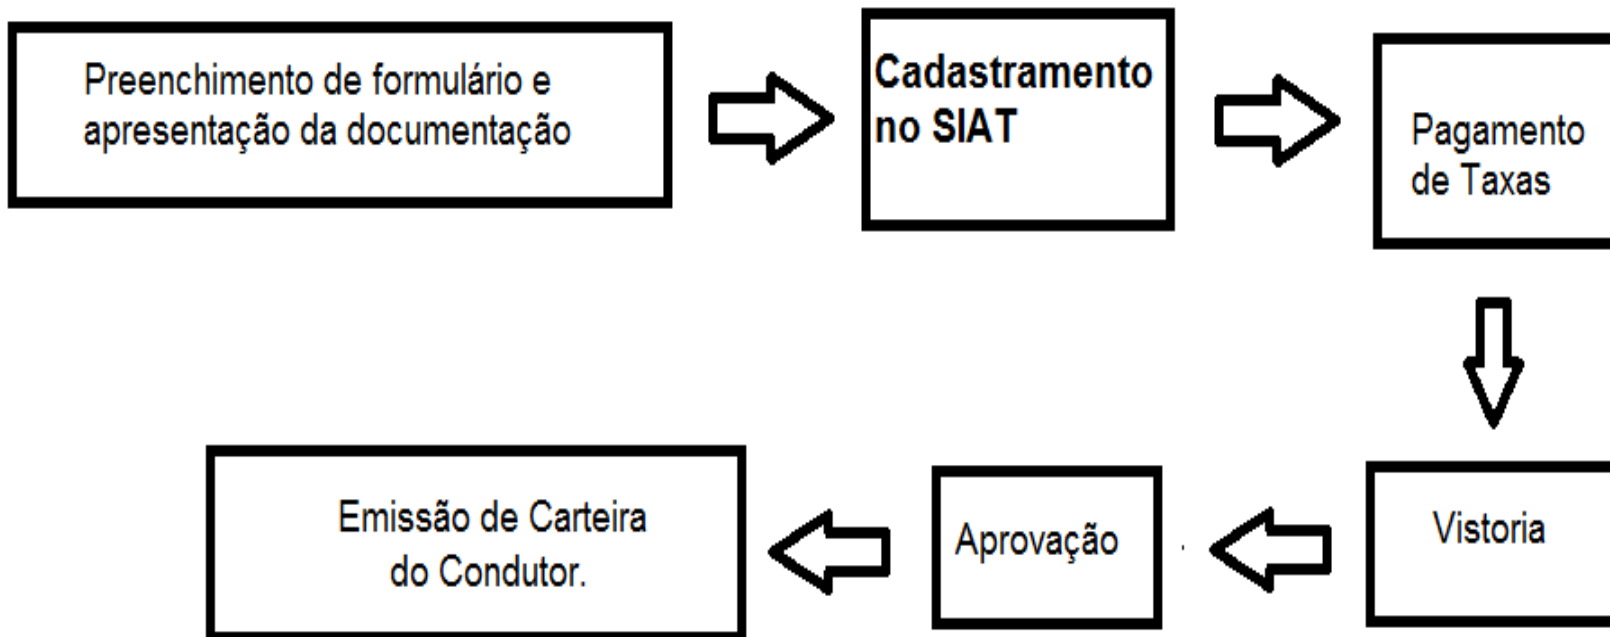 Preenchimento de formulário e
apresentação da documentação
Cadastramento
no SIAT
Pagamento
de Taxas
Vistoria
Aprovação
Emissão de Carteira
do Condutor.